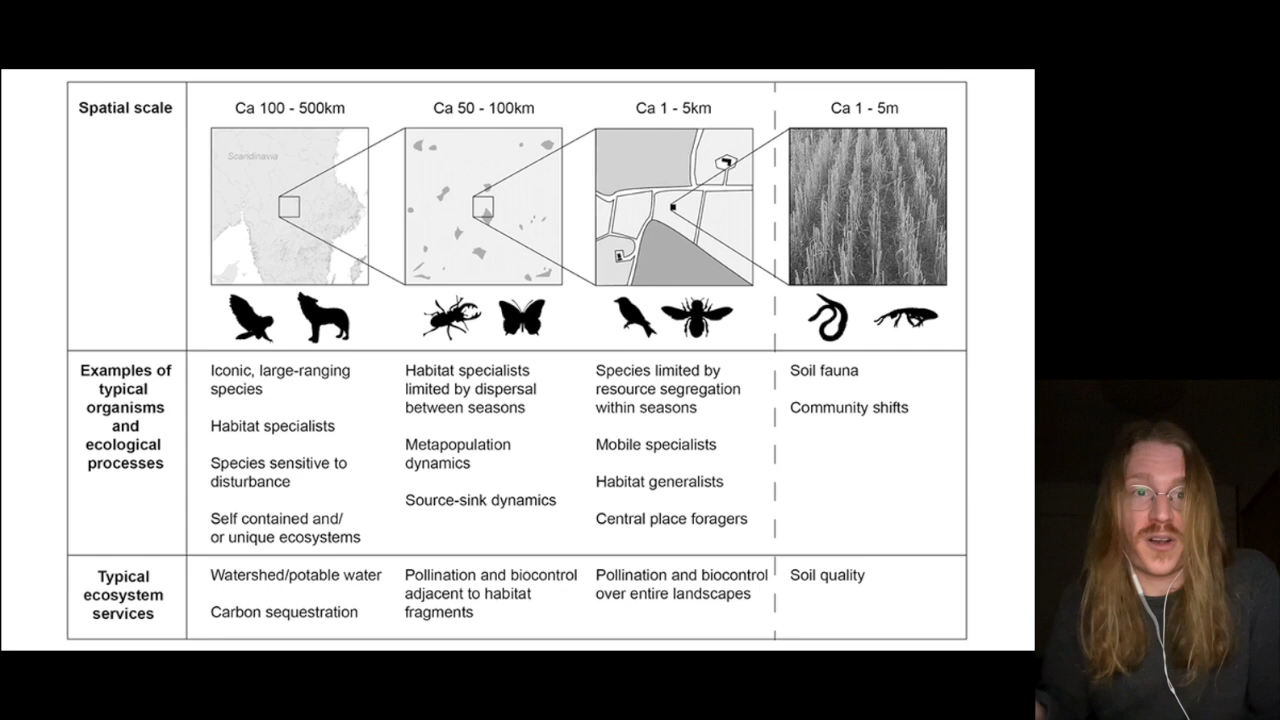 Spatial scale
Ca 100 - 500km
Ca 50 - 100km
Ca 1 - 5km
Ca 1 - 5m
Scandinavia
Examples of
typical
organisms
and
ecological
processes
Iconic, large-ranging
species
Habitat specialists
Species sensitive to
disturbance
Self contained and/
or unique ecosystems
Habitat specialists
limited by dispersal
between seasons
Metapopulation
dynamics
Source-sink dynamics
Species limited by
resource segregation
within seasons
Mobile specialists
Habitat generalists
Central place foragers
Soil fauna
Community shifts
Typical
ecosystem
services
Watershed/potable water
Carbon sequestration
Pollination and biocontrol
adjacent to habitat
fragments
Pollination and biocontrol
over entire landscapes
Soil quality